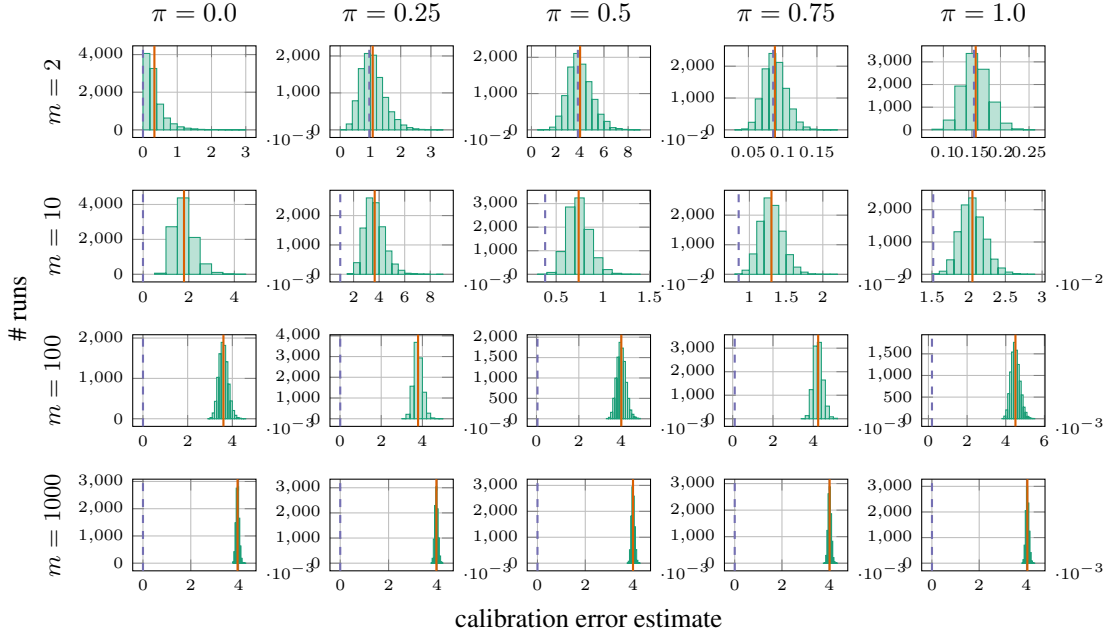 π = 0.0 π = 0.25 π = 0.5 π = 0.75 π = 1.0
m = 2
4,000 2,000 2,000 2,000 3,000
2,000 1,000 1,000 1,000 2,000
1,000
0 0 0 0 0
0 1 2 3 ·10⁻³ 0 1 2 3 ·10⁻³ 0 2 4 6 8 ·10⁻² 0.05 0.1 0.15 0.1 0.15 0.2 0.25
m = 10
4,000 2,000 3,000 2,000 2,000
2,000 1,000 2,000 1,000 1,000
1,000
0 0 0 0 0
0 2 4 ·10⁻³ 2 4 6 8 ·10⁻³ 0.5 1 1.5 ·10⁻² 1 1.5 2 ·10⁻² 1.5 2 2.5 3 ·10⁻²
# runs
m = 100
2,000 4,000 2,000 3,000 1,500
1,000 3,000 1,500 2,000 1,000
2,000 1,000 1,000 500
1,000 500
0 0 0 0 0
0 2 4 ·10⁻³ 0 2 4 ·10⁻³ 0 2 4 ·10⁻³ 0 2 4 ·10⁻³ 0 2 4 6 ·10⁻³
m = 1000
3,000 3,000 3,000 3,000 3,000
2,000 2,000 2,000 2,000 2,000
1,000 1,000 1,000 1,000 1,000
0 0 0 0 0
0 2 4 ·10⁻³ 0 2 4 ·10⁻³ 0 2 4 ·10⁻³ 0 2 4 ·10⁻³ 0 2 4 ·10⁻³
calibration error estimate